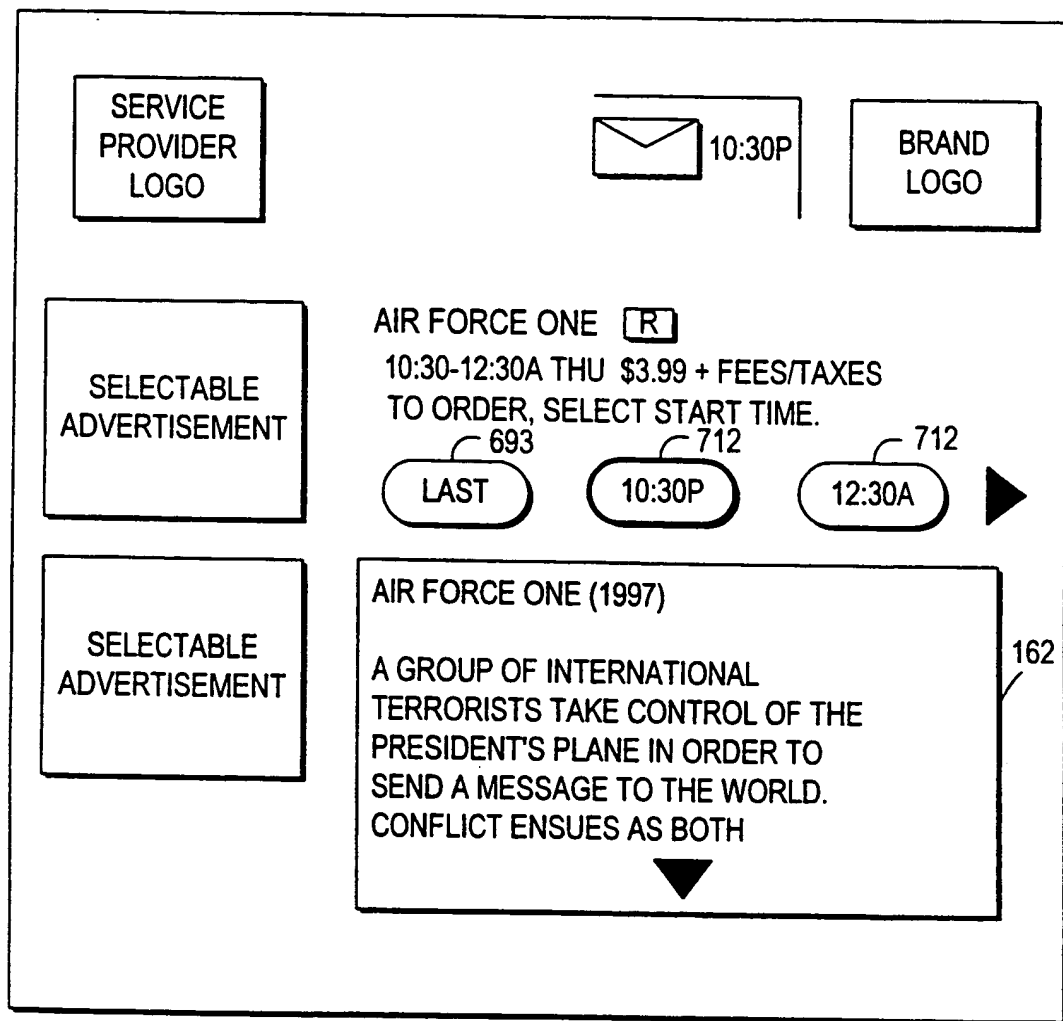 SERVICE
PROVIDER
LOGO
10:30P
BRAND
LOGO
SELECTABLE
ADVERTISEMENT
AIR FORCE ONE R
10:30-12:30A THU $3.99 + FEES/TAXES
TO ORDER, SELECT START TIME.
693 712 712
LAST 10:30P 12:30A
SELECTABLE
ADVERTISEMENT
AIR FORCE ONE (1997)
A GROUP OF INTERNATIONAL
TERRORISTS TAKE CONTROL OF THE
PRESIDENT'S PLANE IN ORDER TO
SEND A MESSAGE TO THE WORLD.
CONFLICT ENSUES AS BOTH
162